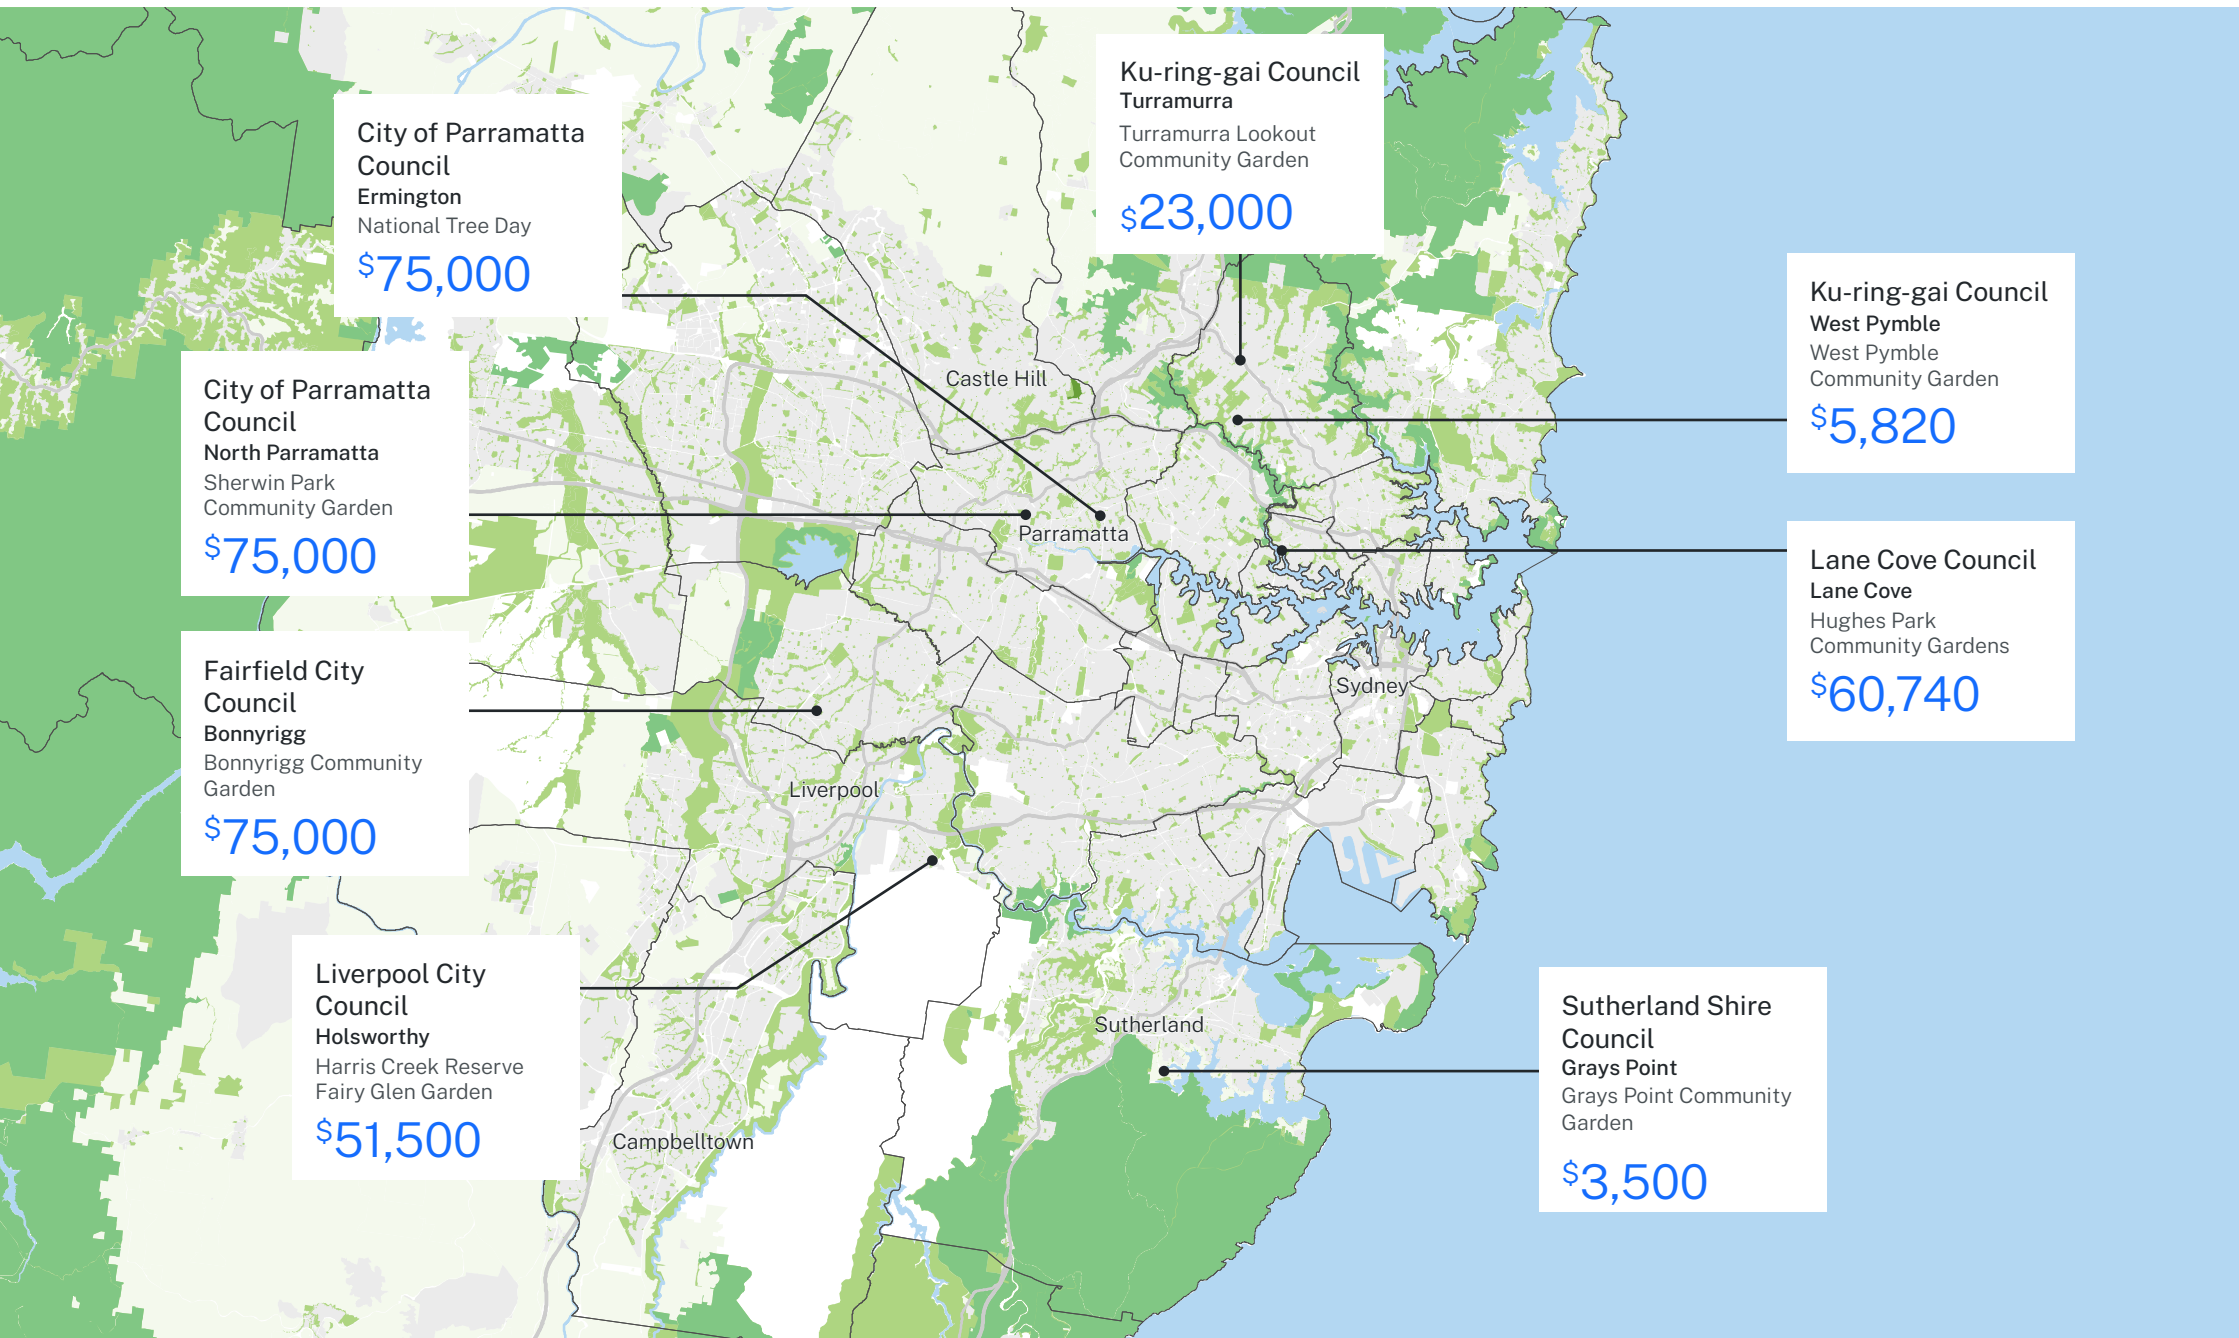 Ku-ring-gai Council
Turramurra
Turramurra Lookout
Community Garden
$23,000
City of Parramatta
Council
Ermington
National Tree Day
$75,000
Ku-ring-gai Council
West Pymble
West Pymble
Community Garden
$5,820
City of Parramatta
Council
North Parramatta
Sherwin Park
Community Garden
$75,000
Castle Hill
Parramatta
Lane Cove Council
Lane Cove
Hughes Park
Community Gardens
$60,740
Fairfield City
Council
Bonnyrigg
Bonnyrigg Community
Garden
$75,000
Sydney
Liverpool
Liverpool City
Council
Holsworthy
Harris Creek Reserve
Fairy Glen Garden
$51,500
Sutherland
Campbelltown
Sutherland Shire
Council
Grays Point
Grays Point Community
Garden
$3,500